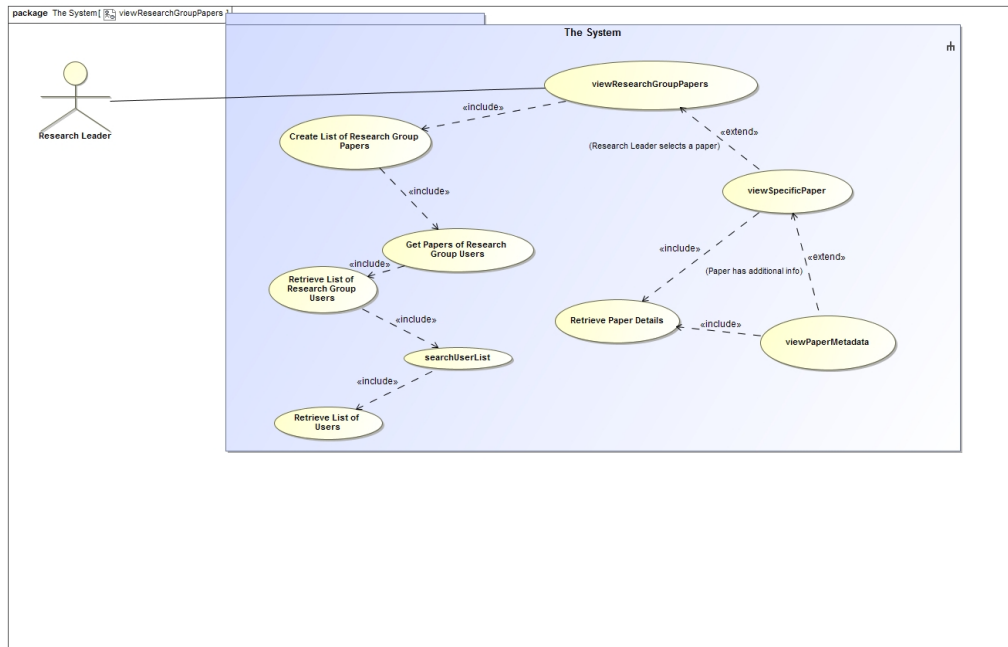 package The System[ viewResearchGroupPapers ]
The System
viewResearchGroupPapers
«include»
Research Leader
Create List of Research Group
Papers
«extend»
(Research Leader selects a paper)
«include»
viewSpecificPaper
Get Papers of Research
Group Users
«include»
«include»
«extend»
(Paper has additional info)
Retrieve List of
Research Group
Users
«include»
Retrieve Paper Details
«include»
viewPaperMetadata
searchUserList
«include»
Retrieve List of
Users